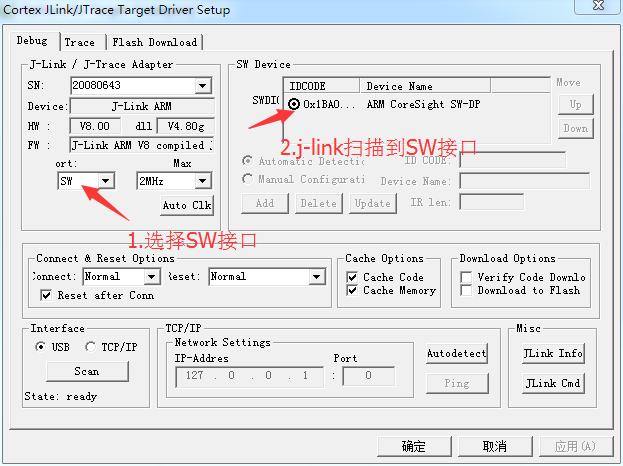 Cortex JLink/JTrace Target Driver Setup
Debug
Trace
Flash Download
J-Link / J-Trace Adapter
SN:
20080643
Device:
J-Link ARM
HW :
V8.00
dll
V4.80g
FW :
J-Link ARM V8 compiled
ort:
Max
SW
2MHz
Auto Clk
1.选择SW接口
SW Device
IDCODE
Device Name
SWDI
0x1BA0...
ARM CoreSight SW-DP
Move
Up
Down
2.j-link扫描到SW接口
Automatic Detectic
ID CODE:
Manual Configurati
Device Name:
Add
Delete
Update
IR len:
Connect & Reset Options
Connect:
Normal
Reset:
Normal
Reset after Conn
Cache Options
Cache Code
Cache Memory
Download Options
Verify Code Downlo
Download to Flash
Interface
USB
TCP/IP
Scan
State: ready
TCP/IP
Network Settings
IP-Addres
Port
127 . 0 . 0 . 1
:
0
Autodetect
Ping
Misc
JLink Info
JLink Cmd
确定
取消
应用(A)